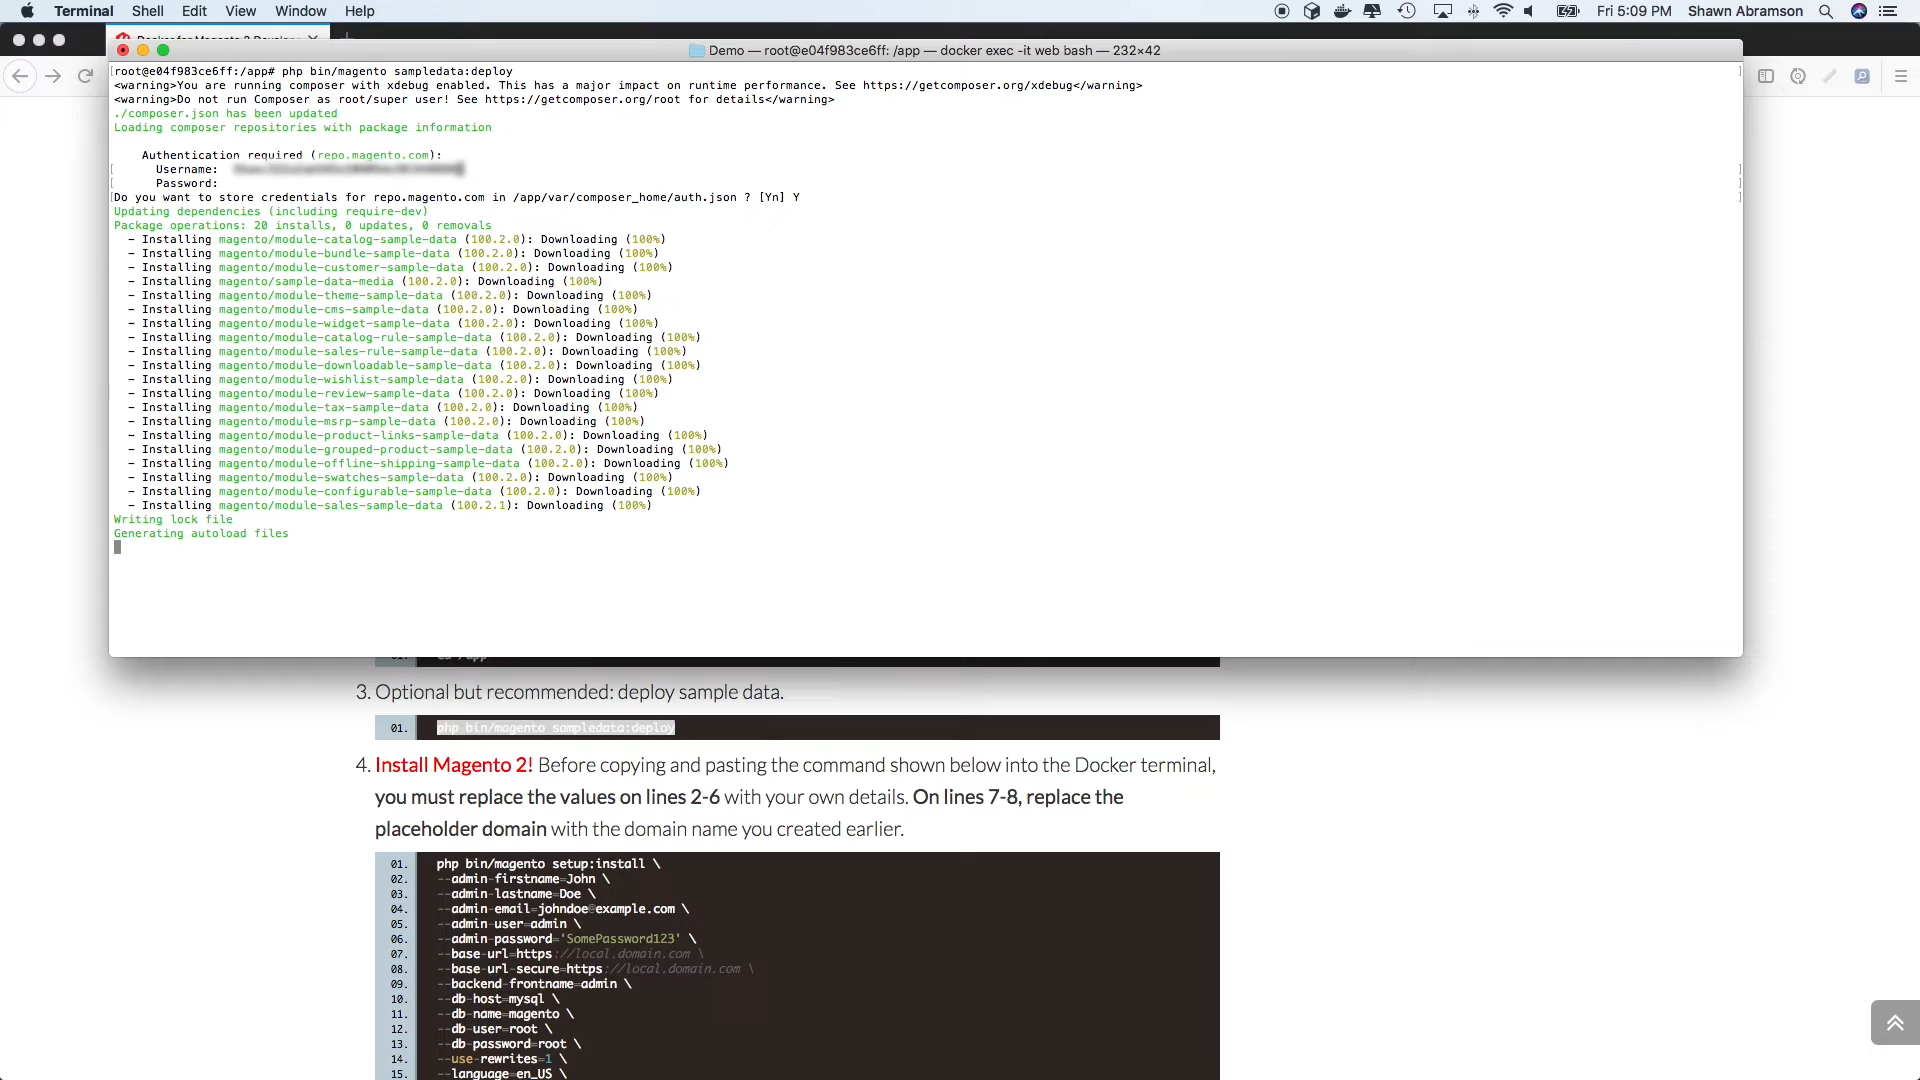 Terminal Shell Edit View Window Help Fri 5:09 PM Shawn Abramson
Demo — root@e04f983ce6ff: /app — docker exec -it web bash — 232×42
[root@e04f983ce6ff:/app# php bin/magento sampledata:deploy ]
<warning>You are running composer with xdebug enabled. This has a major impact on runtime performance. See https://getcomposer.org/xdebug</warning>
<warning>Do not run Composer as root/super user! See https://getcomposer.org/root for details</warning>
./composer.json has been updated
Loading composer repositories with package information
Authentication required (repo.magento.com):
[ Username: ]
[ Password: ]
[Do you want to store credentials for repo.magento.com in /app/var/composer_home/auth.json ? [Yn] Y ]
Updating dependencies (including require-dev)
Package operations: 20 installs, 0 updates, 0 removals
- Installing magento/module-catalog-sample-data (100.2.0): Downloading (100%)
- Installing magento/module-bundle-sample-data (100.2.0): Downloading (100%)
- Installing magento/module-customer-sample-data (100.2.0): Downloading (100%)
- Installing magento/sample-data-media (100.2.0): Downloading (100%)
- Installing magento/module-theme-sample-data (100.2.0): Downloading (100%)
- Installing magento/module-cms-sample-data (100.2.0): Downloading (100%)
- Installing magento/module-widget-sample-data (100.2.0): Downloading (100%)
- Installing magento/module-catalog-rule-sample-data (100.2.0): Downloading (100%)
- Installing magento/module-sales-rule-sample-data (100.2.0): Downloading (100%)
- Installing magento/module-downloadable-sample-data (100.2.0): Downloading (100%)
- Installing magento/module-wishlist-sample-data (100.2.0): Downloading (100%)
- Installing magento/module-review-sample-data (100.2.0): Downloading (100%)
- Installing magento/module-tax-sample-data (100.2.0): Downloading (100%)
- Installing magento/module-msrp-sample-data (100.2.0): Downloading (100%)
- Installing magento/module-product-links-sample-data (100.2.0): Downloading (100%)
- Installing magento/module-grouped-product-sample-data (100.2.0): Downloading (100%)
- Installing magento/module-offline-shipping-sample-data (100.2.0): Downloading (100%)
- Installing magento/module-swatches-sample-data (100.2.0): Downloading (100%)
- Installing magento/module-configurable-sample-data (100.2.0): Downloading (100%)
- Installing magento/module-sales-sample-data (100.2.1): Downloading (100%)
Writing lock file
Generating autoload files
3. Optional but recommended: deploy sample data.
01. php bin/magento sampledata:deploy
4. Install Magento 2! Before copying and pasting the command shown below into the Docker terminal,
you must replace the values on lines 2-6 with your own details. On lines 7-8, replace the
placeholder domain with the domain name you created earlier.
01. php bin/magento setup:install \
02. --admin-firstname=John \
03. --admin-lastname=Doe \
04. --admin-email=johndoe@example.com \
05. --admin-user=admin \
06. --admin-password='SomePassword123' \
07. --base-url=https://local.domain.com \
08. --base-url-secure=https://local.domain.com \
09. --backend-frontname=admin \
10. --db-host=mysql \
11. --db-name=magento \
12. --db-user=root \
13. --db-password=root \
14. --use-rewrites=1 \
15. --language=en_US \